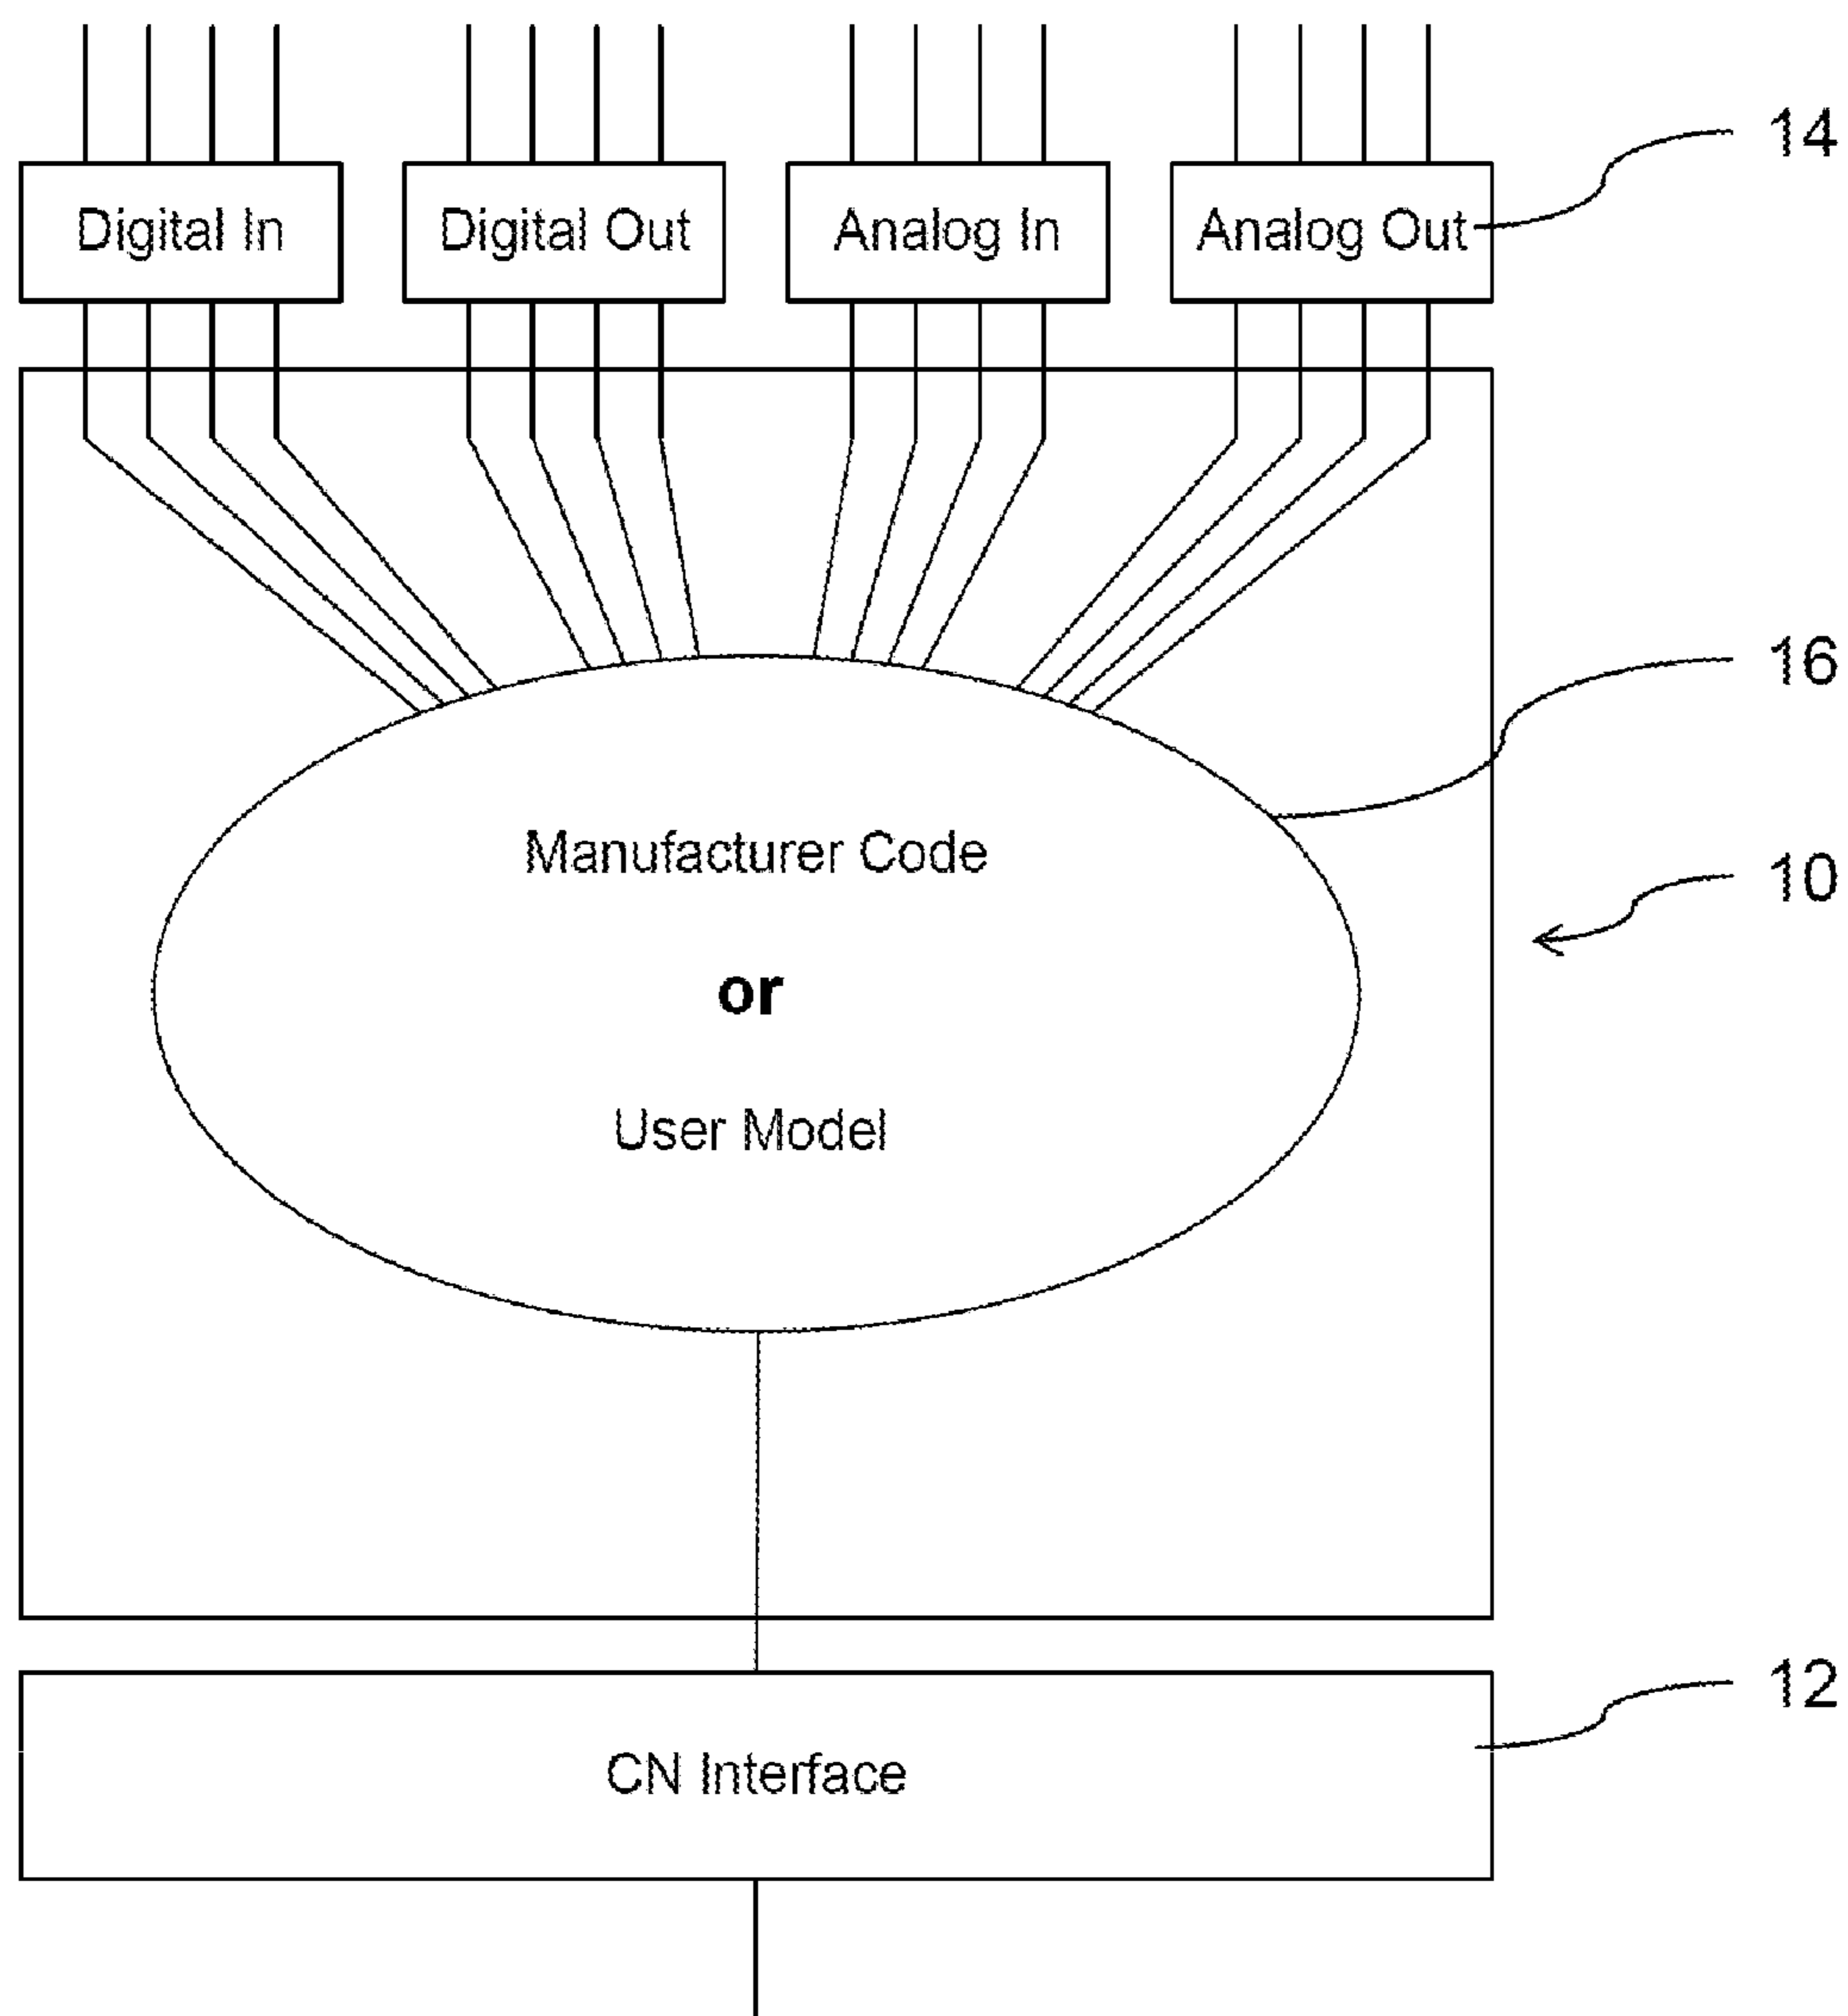 14
Digital In
Digital Out
Analog In
Analog Out
16
Manufacturer Code
10
or
User Model
12
CN Interface